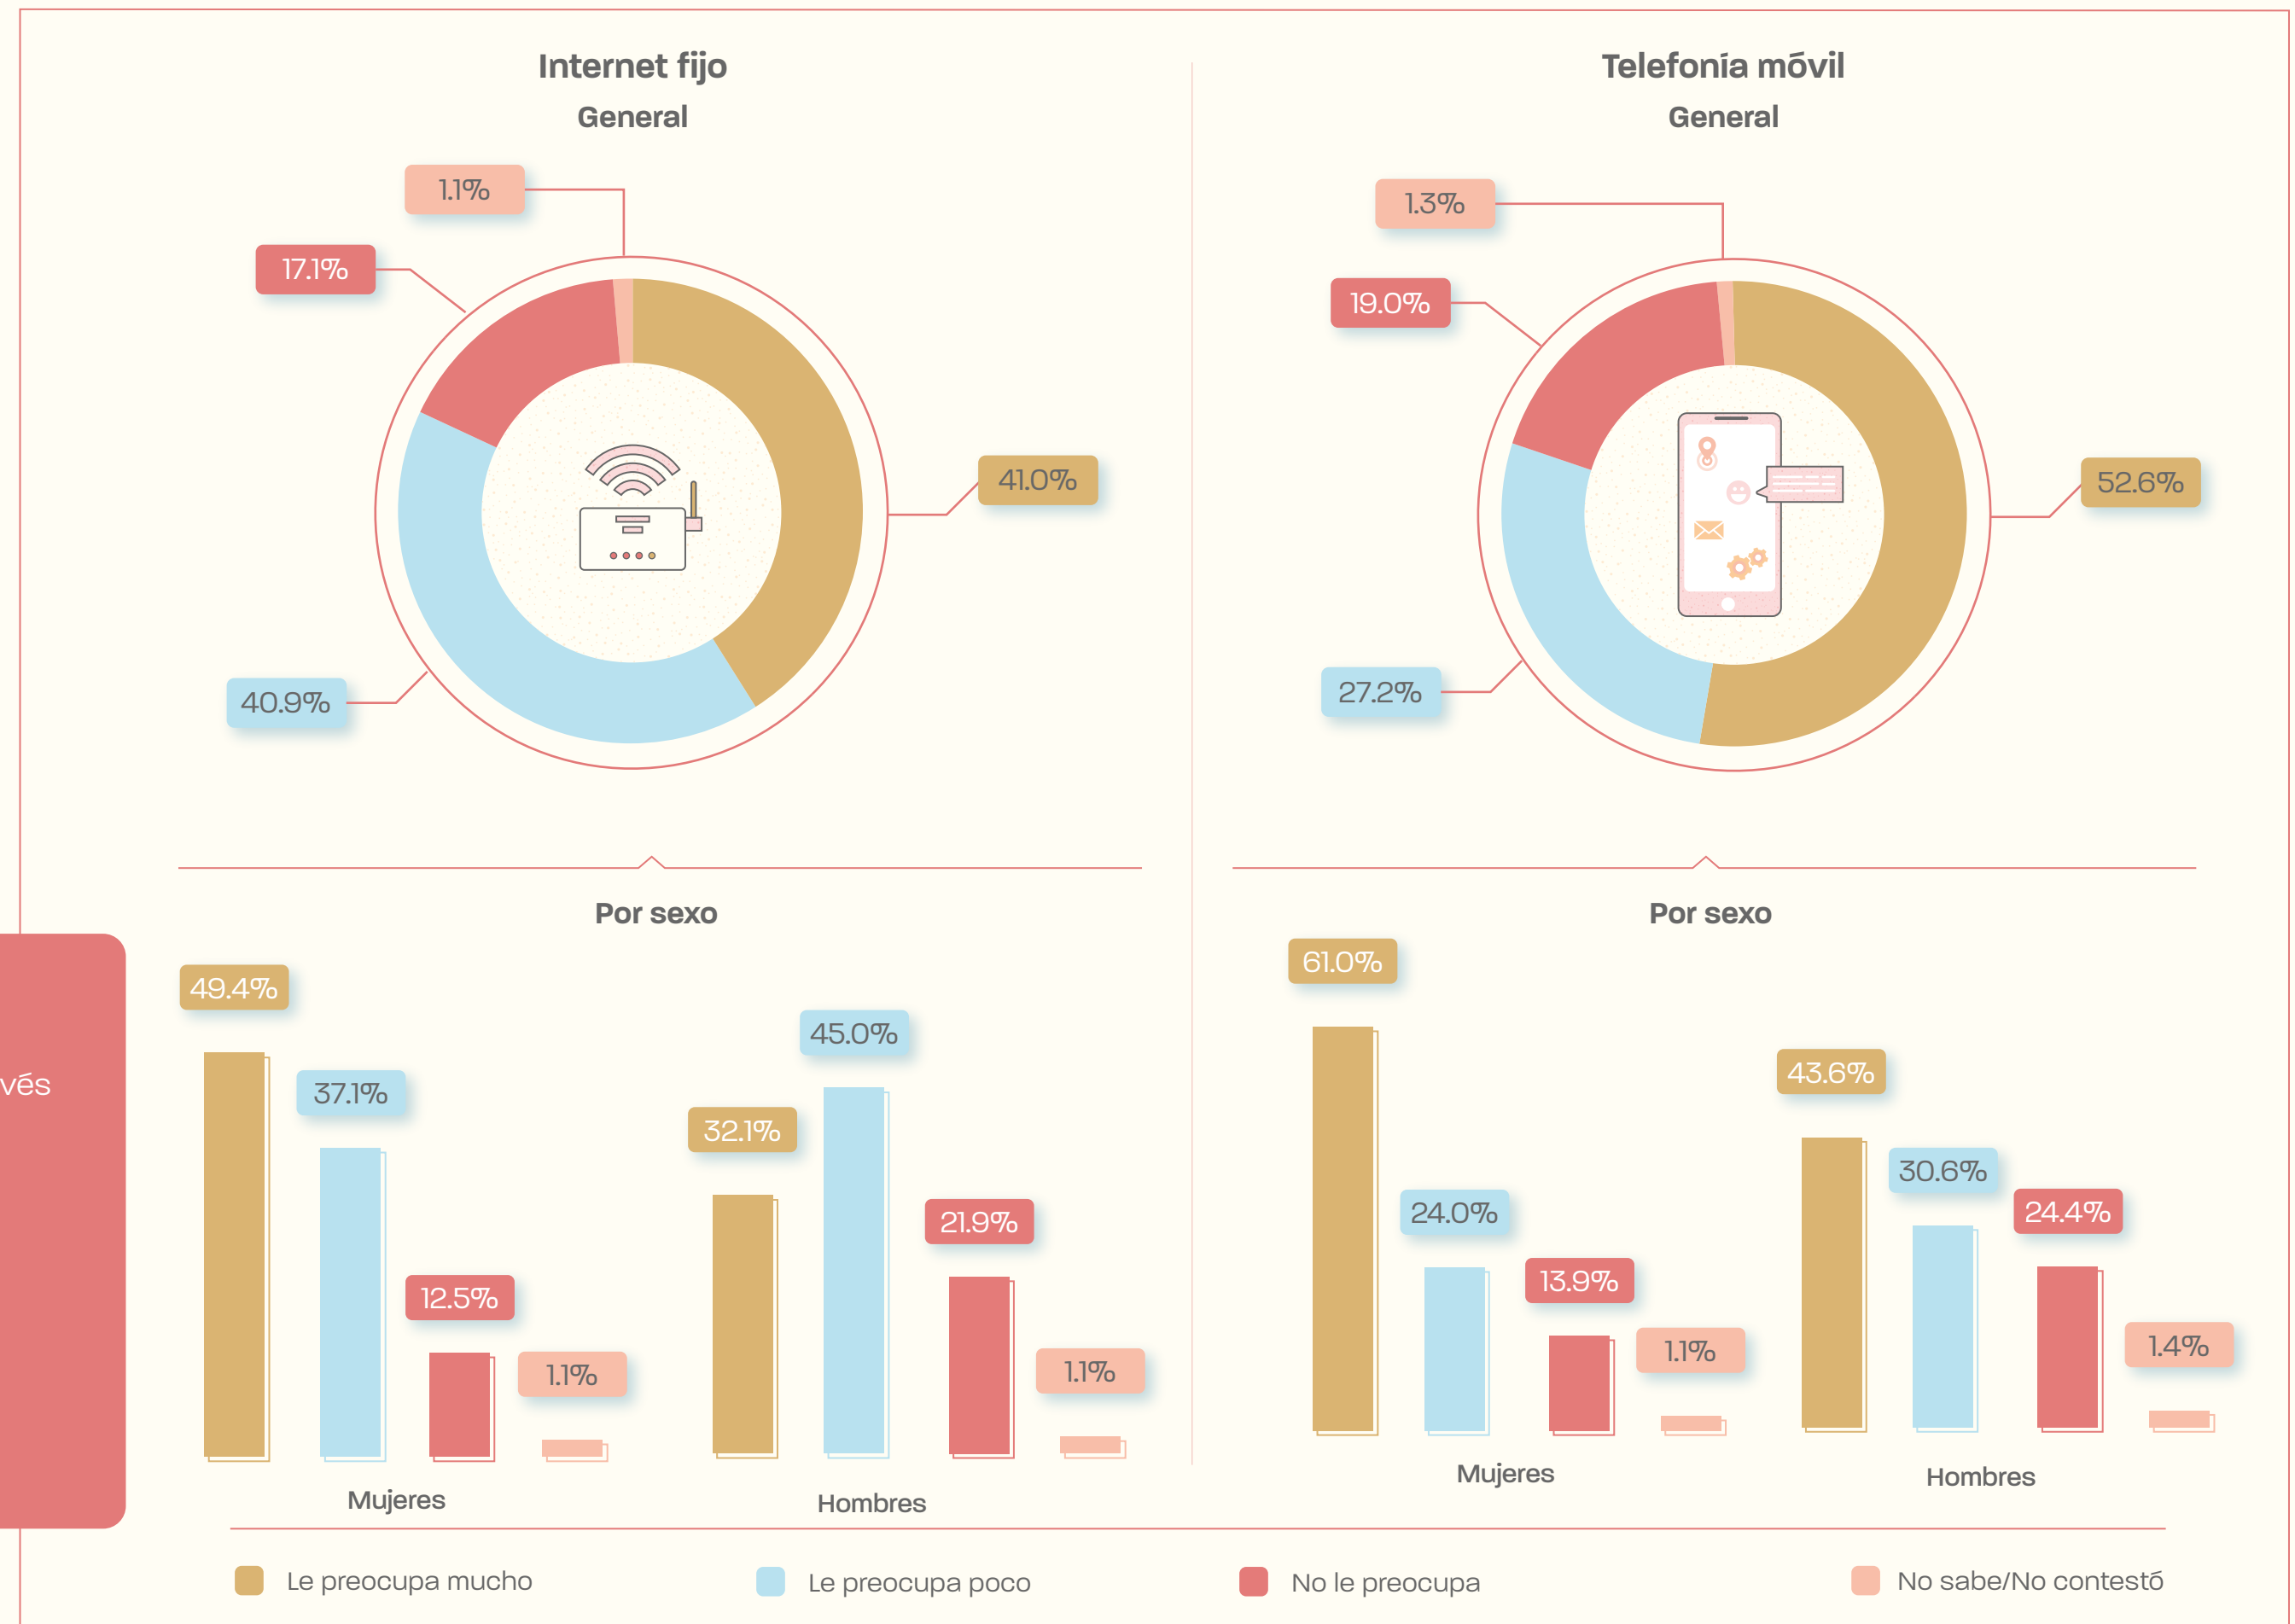 Internet fijo
General
1.1%
17.1%
41.0%
40.9%
Por sexo
49.4%
37.1%
12.5%
1.1%
Mujeres
32.1%
45.0%
21.9%
1.1%
Hombres
Telefonía móvil
General
1.3%
19.0%
52.6%
27.2%
Por sexo
61.0%
24.0%
13.9%
1.1%
Mujeres
43.6%
30.6%
24.4%
1.4%
Hombres
vés
Le preocupa mucho
Le preocupa poco
No le preocupa
No sabe/No contestó